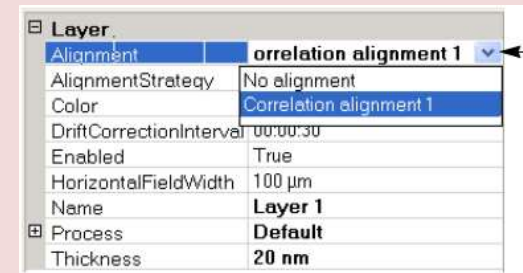 Layer
Alignment orrelation alignment 1
AlignmentStrategy No alignment
Color Correlation alignment 1
DriftCorrectionInterval 00:00:30
Enabled True
HorizontalFieldWidth 100 µm
Name Layer 1
Process Default
Thickness 20 nm